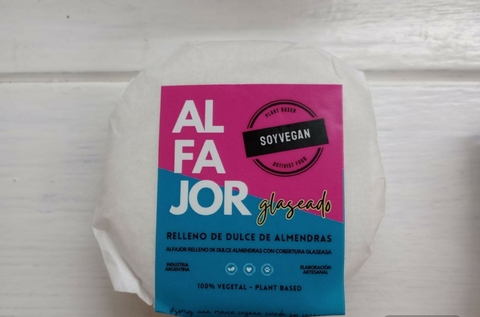 AL
FA
JOR
glaseado
PLANT BASED
SOYVEGAN
ACTIVIST FOOD
RELLENO DE DULCE DE ALMENDRAS
ALFAJOR RELLENO DE DULCE ALMENDRAS CON COBERTURA GLASEADA
INDUSTRIA
ARGENTINA
ELABORACIÓN
ARTESANAL
100% VEGETAL - PLANT BASED